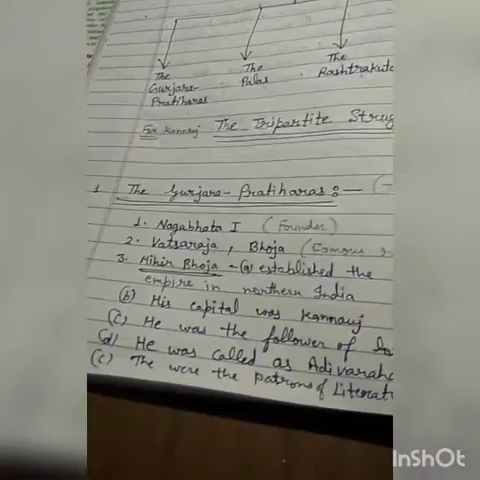 The Gurjara- Pratiharas
The Palas
The Rashtrakuta
For Kannauj The Tripartite Strug
1. The Gurjara-Pratiharas :—
1. Nagabhata I (Founder)
2. Vatsaraja, Bhoja (
3. Mihir Bhoja - (a) established the
empire in northern India
(b) His capital was Kannauj
(c) He was the follower of
(d) He was called as Adivarah
(e) The were the patrons of Literat
InShOt